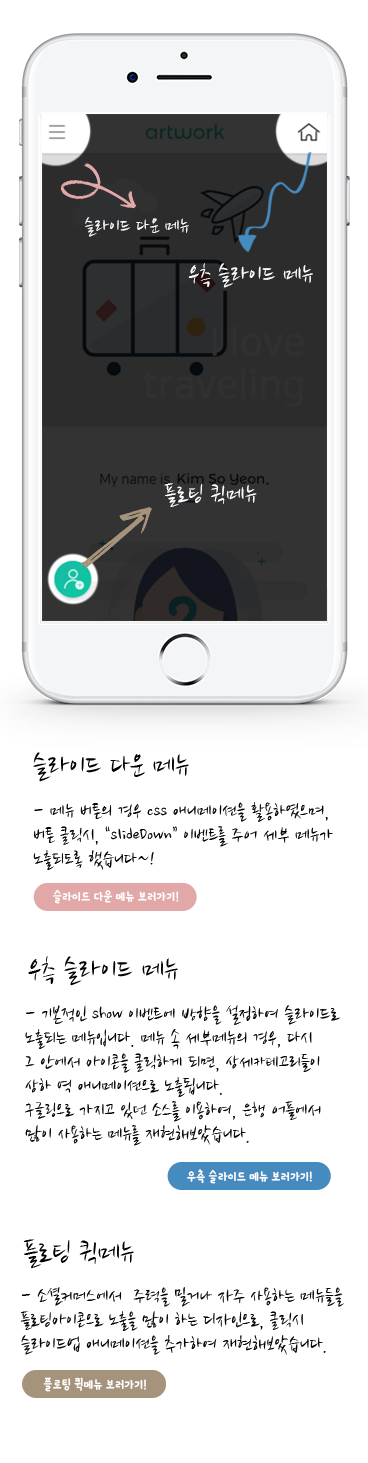 artwork
슬라이드 다운 메뉴
우측 슬라이드 메뉴
I love
traveling
My name is Kim So Yeon.
플로팅 퀵메뉴
?
슬라이드 다운 메뉴
- 메뉴 버튼의 경우 css 애니메이션을 활용하였으며,
버튼 클릭시, “slideDown” 이벤트를 주어 세부 메뉴가
노출되도록 했습니다~!
슬라이드 다운 메뉴 보러가기!
우측 슬라이드 메뉴
- 기본적인 show 이벤트에 방향을 설정하여 슬라이드로
노출되는 메뉴입니다. 메뉴 속 세부메뉴의 경우, 다시
그 안에서 아이콘을 클릭하게 되면, 상세카테고리들이
상하 역 애니메이션으로 노출됩니다.
구글링으로 가지고 있던 소스를 이용하여, 은행 어플에서
많이 사용하는 메뉴를 재현해보았습니다.
우측 슬라이드 메뉴 보러가기!
플로팅 퀵메뉴
- 소셜커머스에서 주력을 밀거나 자주 사용하는 메뉴들을
플로팅아이콘으로 노출을 많이 하는 디자인으로, 클릭시
슬라이드업 애니메이션을 추가하여 재현해보았습니다.
플로팅 퀵메뉴 보러가기!